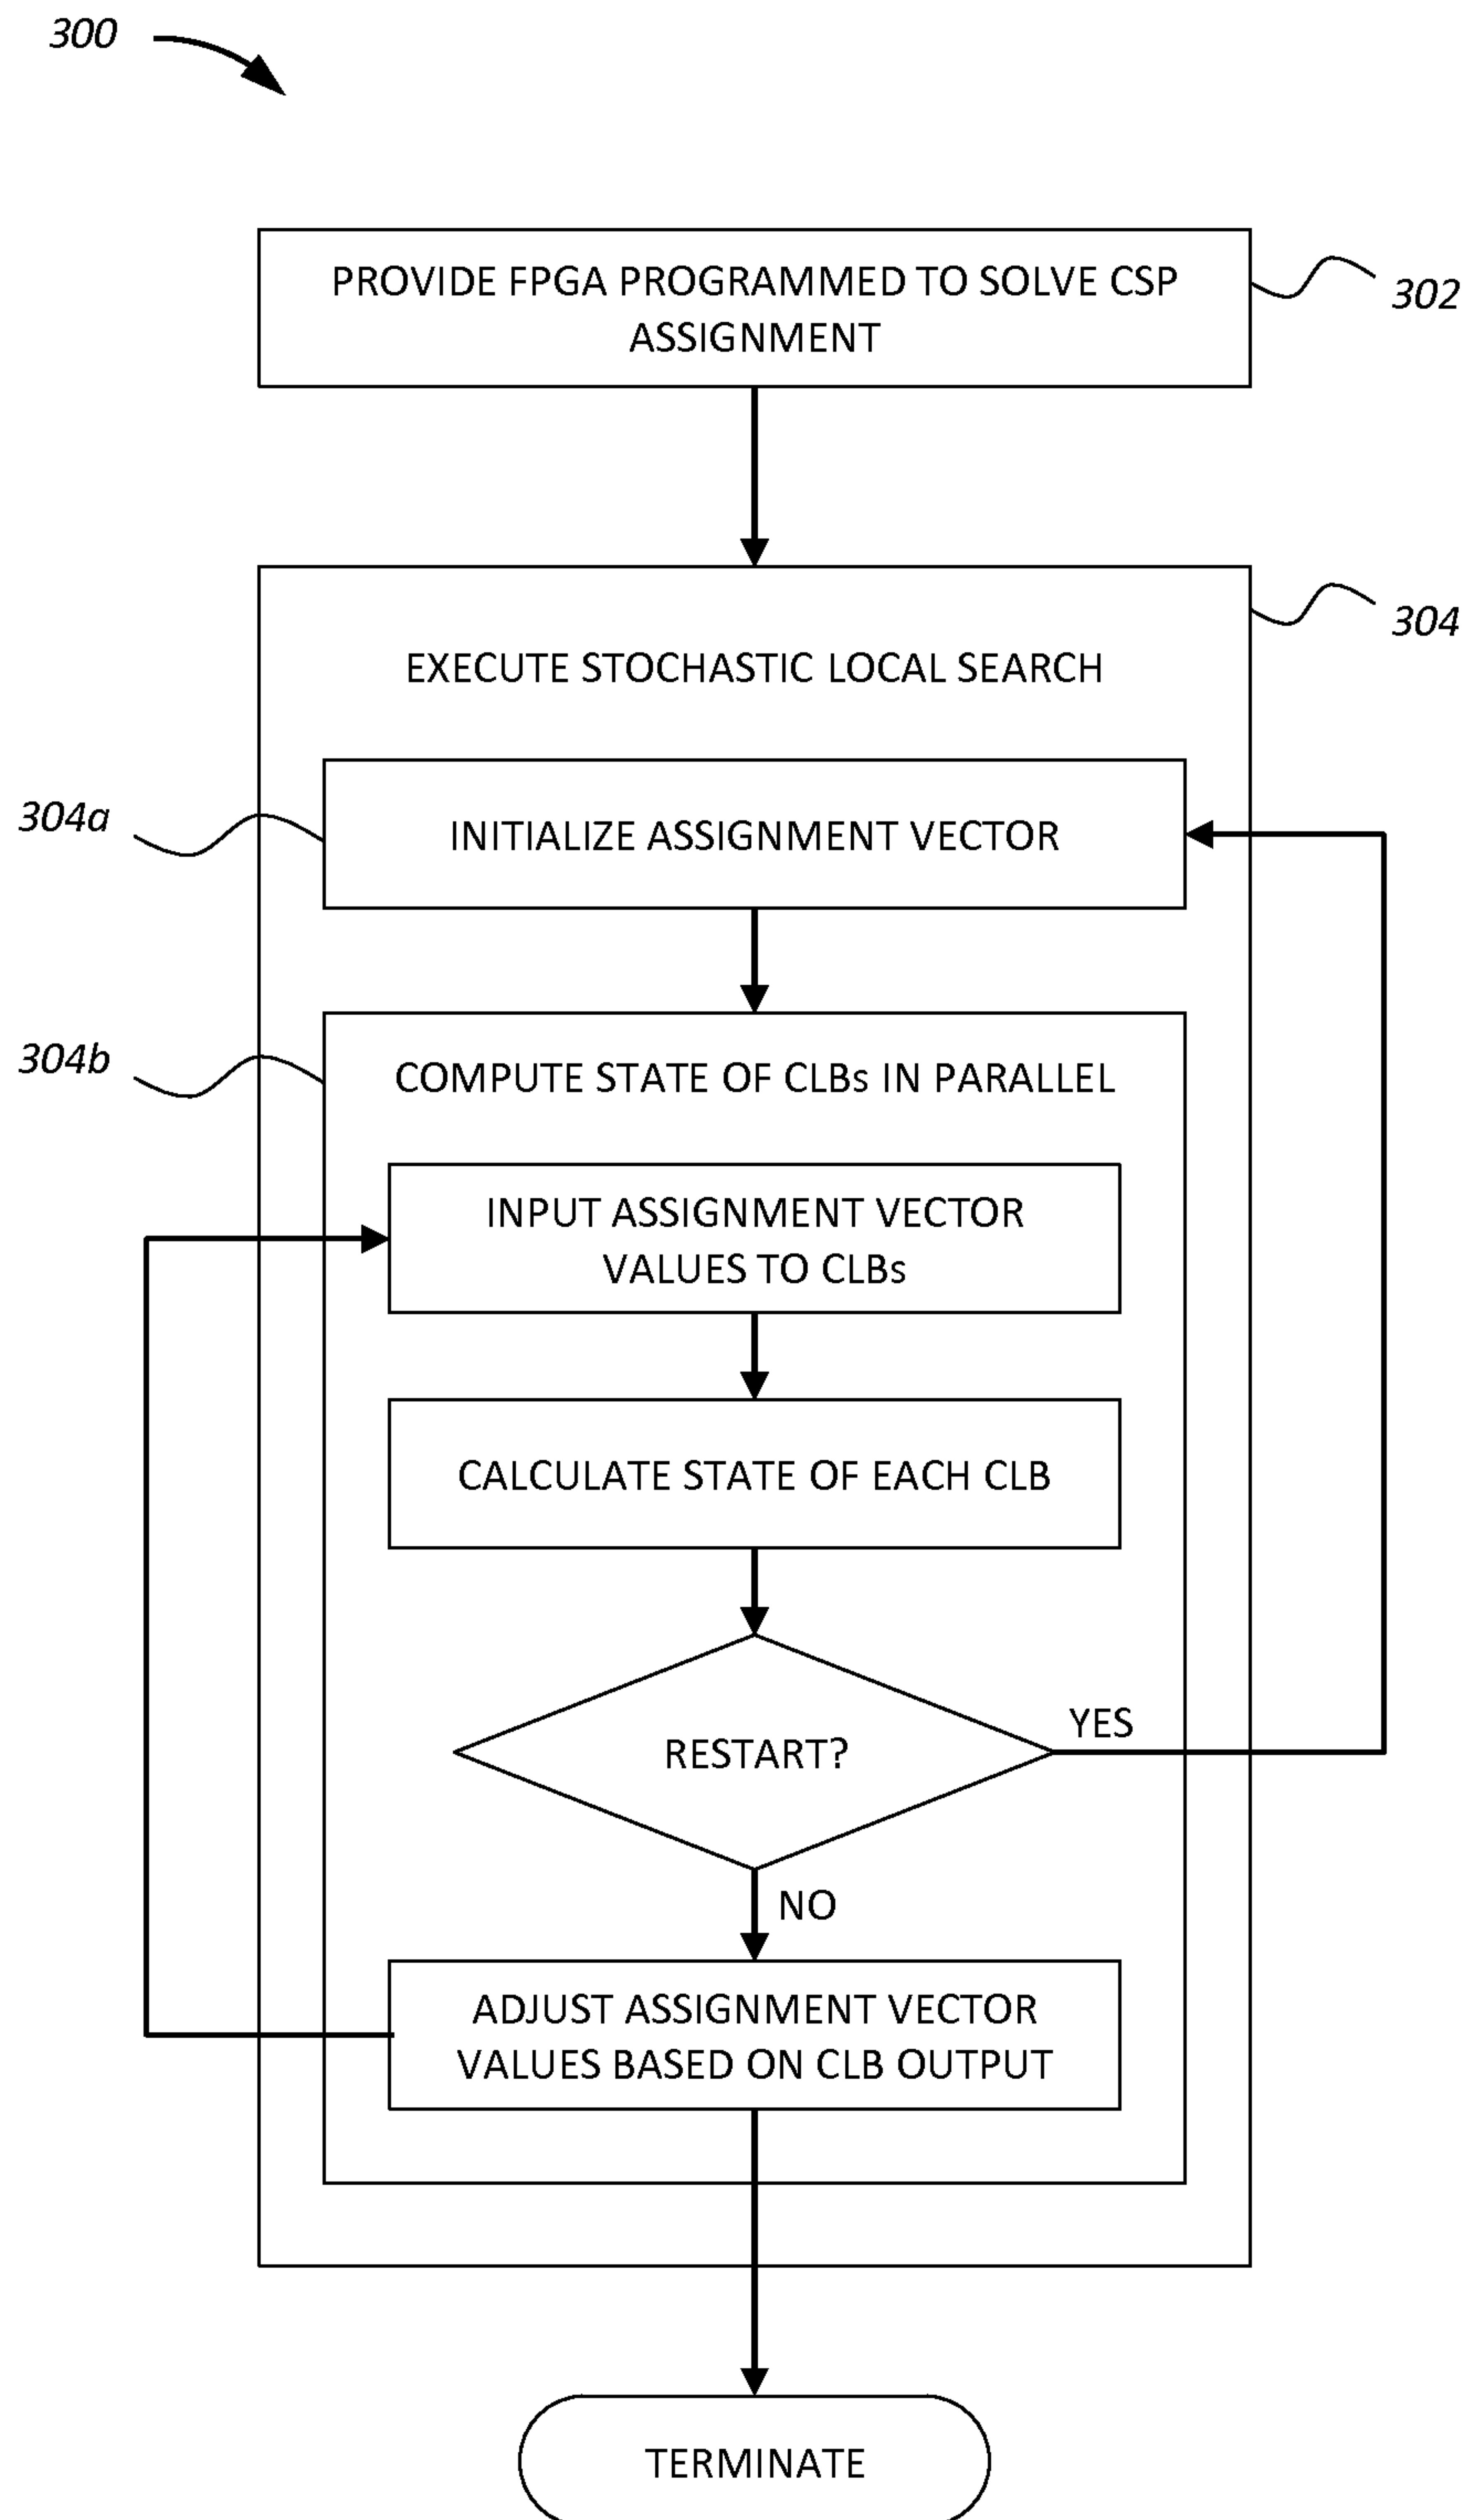 300
PROVIDE FPGA PROGRAMMED TO SOLVE CSP
ASSIGNMENT
302
304
EXECUTE STOCHASTIC LOCAL SEARCH
304a
INITIALIZE ASSIGNMENT VECTOR
304b
COMPUTE STATE OF CLBs IN PARALLEL
INPUT ASSIGNMENT VECTOR
VALUES TO CLBs
CALCULATE STATE OF EACH CLB
YES
RESTART?
NO
ADJUST ASSIGNMENT VECTOR
VALUES BASED ON CLB OUTPUT
TERMINATE